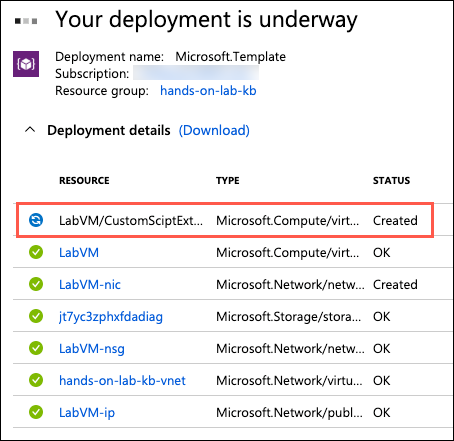 Your deployment is underway
Deployment name: Microsoft.Template
Subscription:
Resource group: hands-on-lab-kb
Deployment details (Download)
RESOURCE TYPE STATUS
LabVM/CustomSciptExt... Microsoft.Compute/virt... Created
LabVM Microsoft.Compute/virt... OK
LabVM-nic Microsoft.Network/netw... Created
jt7yc3zphxfdadiag Microsoft.Storage/stora... OK
LabVM-nsg Microsoft.Network/netw... OK
hands-on-lab-kb-vnet Microsoft.Network/virtu... OK
LabVM-ip Microsoft.Network/publ... OK